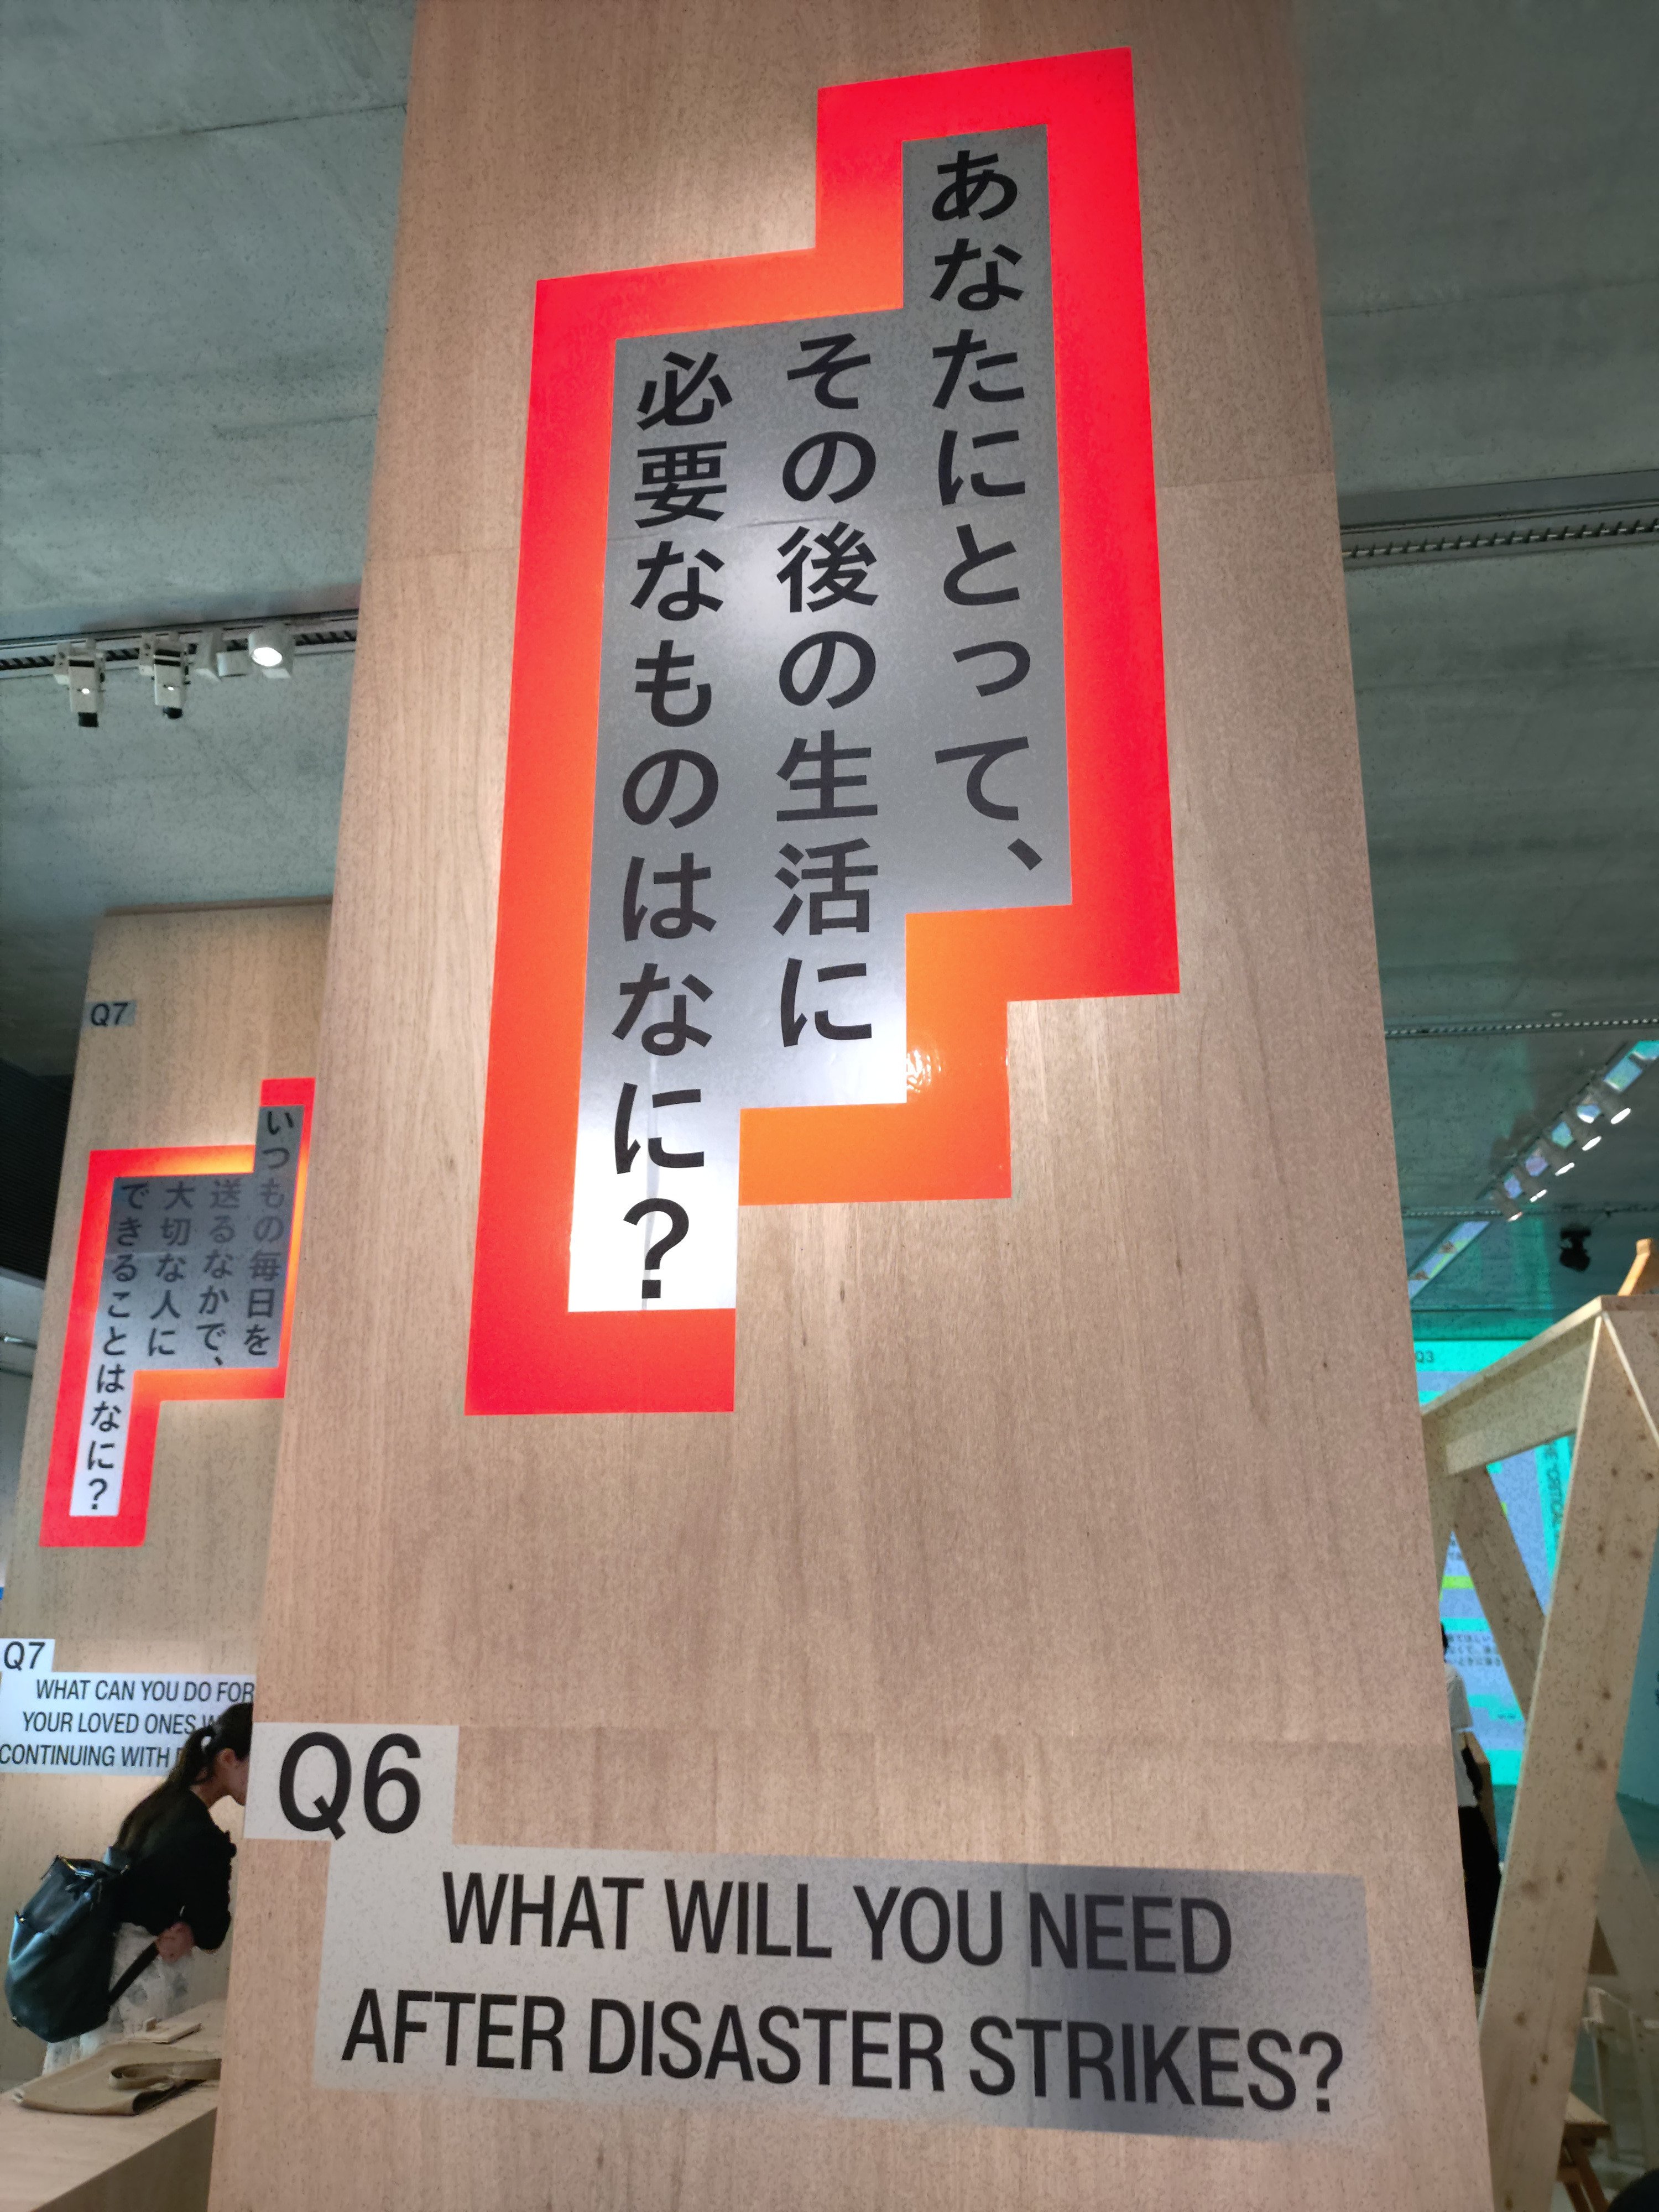 あなたにとって、
その後の生活に
必要なものはなに?
Q6
WHAT WILL YOU NEED
AFTER DISASTER STRIKES?
Q7
いつもの毎日を
送るなかで、
大切な人に
できることはなに?
Q7
WHAT CAN YOU DO FOR
YOUR LOVED ONES
CONTINUING WITH
Q3